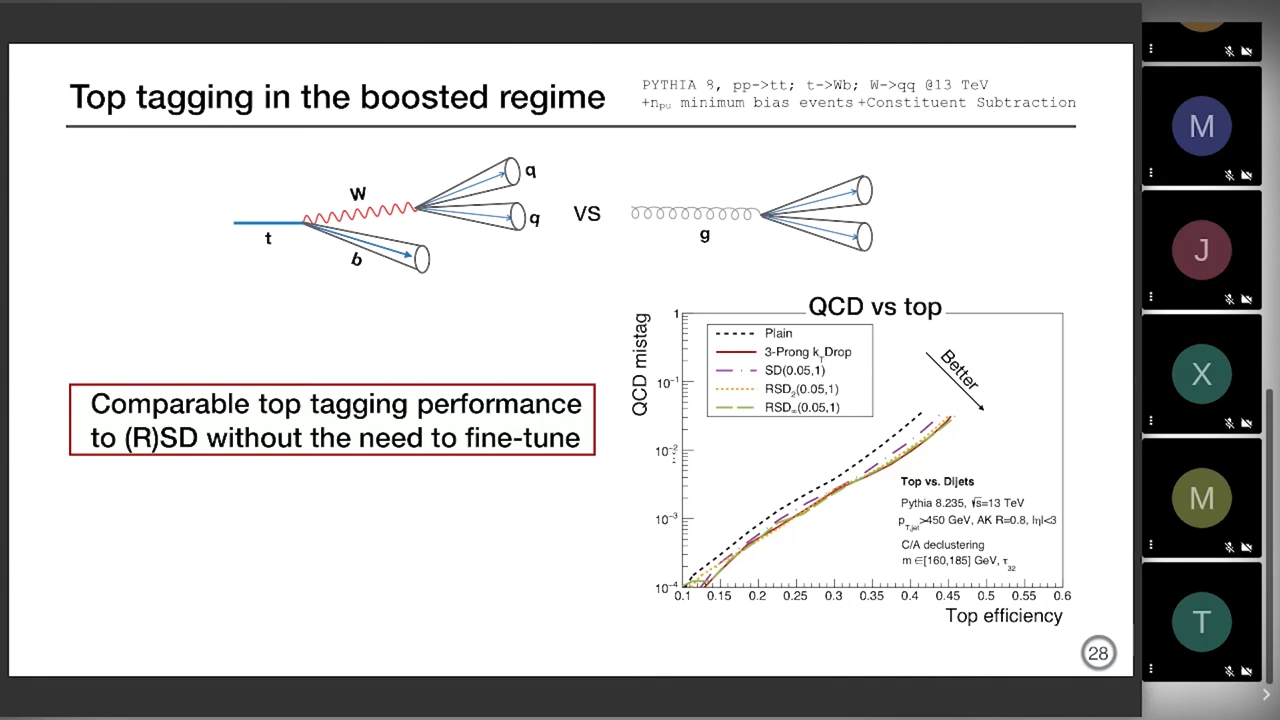 Top tagging in the boosted regime
PYTHIA 8, pp->tt; t->Wb; W->qq @13 TeV
+nPU minimum bias events +Constituent Subtraction
W
q
q
t
b
VS
g
Comparable top tagging performance
to (R)SD without the need to fine-tune
QCD vs top
QCD mistag
Plain
3-Prong kTDrop
SD(0.05,1)
RSD2(0.05,1)
RSD∞(0.05,1)
Better
Top vs. Dijets
Pythia 8.235, √s=13 TeV
pT,jet>450 GeV, AK R=0.8, |η|<3
C/A declustering
m ∈[160,185] GeV, τ32
1
10⁻¹
10⁻²
10⁻³
10⁻⁴
0.1 0.15 0.2 0.25 0.3 0.35 0.4 0.45 0.5 0.55 0.6
Top efficiency
28
M
J
X
M
T